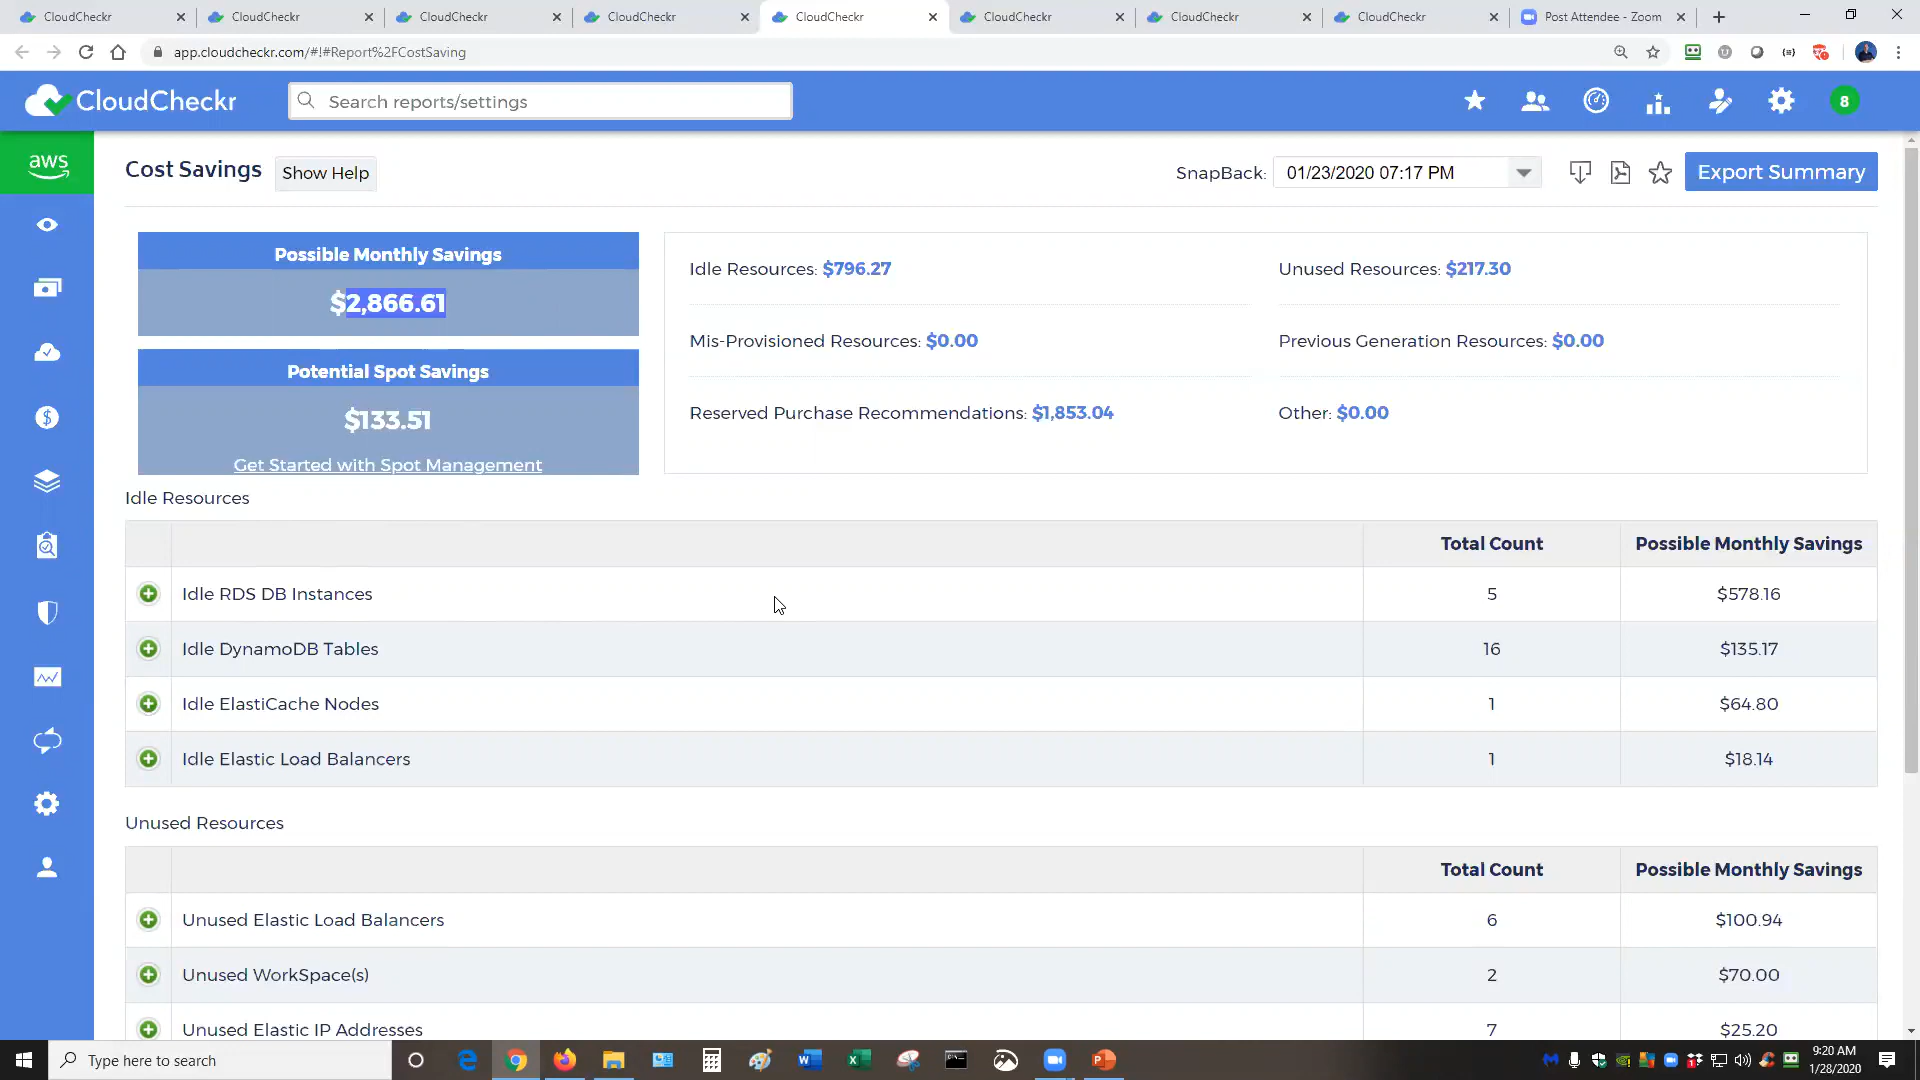 CloudCheckr
CloudCheckr
CloudCheckr
CloudCheckr
CloudCheckr
CloudCheckr
CloudCheckr
CloudCheckr
Post Attendee - Zoom
app.cloudcheckr.com/#!#Report%2FCostSaving
CloudCheckr
Search reports/settings
8
aws
Cost Savings
Show Help
SnapBack:
01/23/2020 07:17 PM
Export Summary
Possible Monthly Savings
$2,866.61
Potential Spot Savings
$133.51
Get Started with Spot Management
Idle Resources: $796.27
Unused Resources: $217.30
Mis-Provisioned Resources: $0.00
Previous Generation Resources: $0.00
Reserved Purchase Recommendations: $1,853.04
Other: $0.00
Idle Resources
Total Count
Possible Monthly Savings
Idle RDS DB Instances
5
$578.16
Idle DynamoDB Tables
16
$135.17
Idle ElastiCache Nodes
1
$64.80
Idle Elastic Load Balancers
1
$18.14
Unused Resources
Total Count
Possible Monthly Savings
Unused Elastic Load Balancers
6
$100.94
Unused WorkSpace(s)
2
$70.00
Unused Elastic IP Addresses
7
$25.20
Type here to search
9:20 AM
1/28/2020